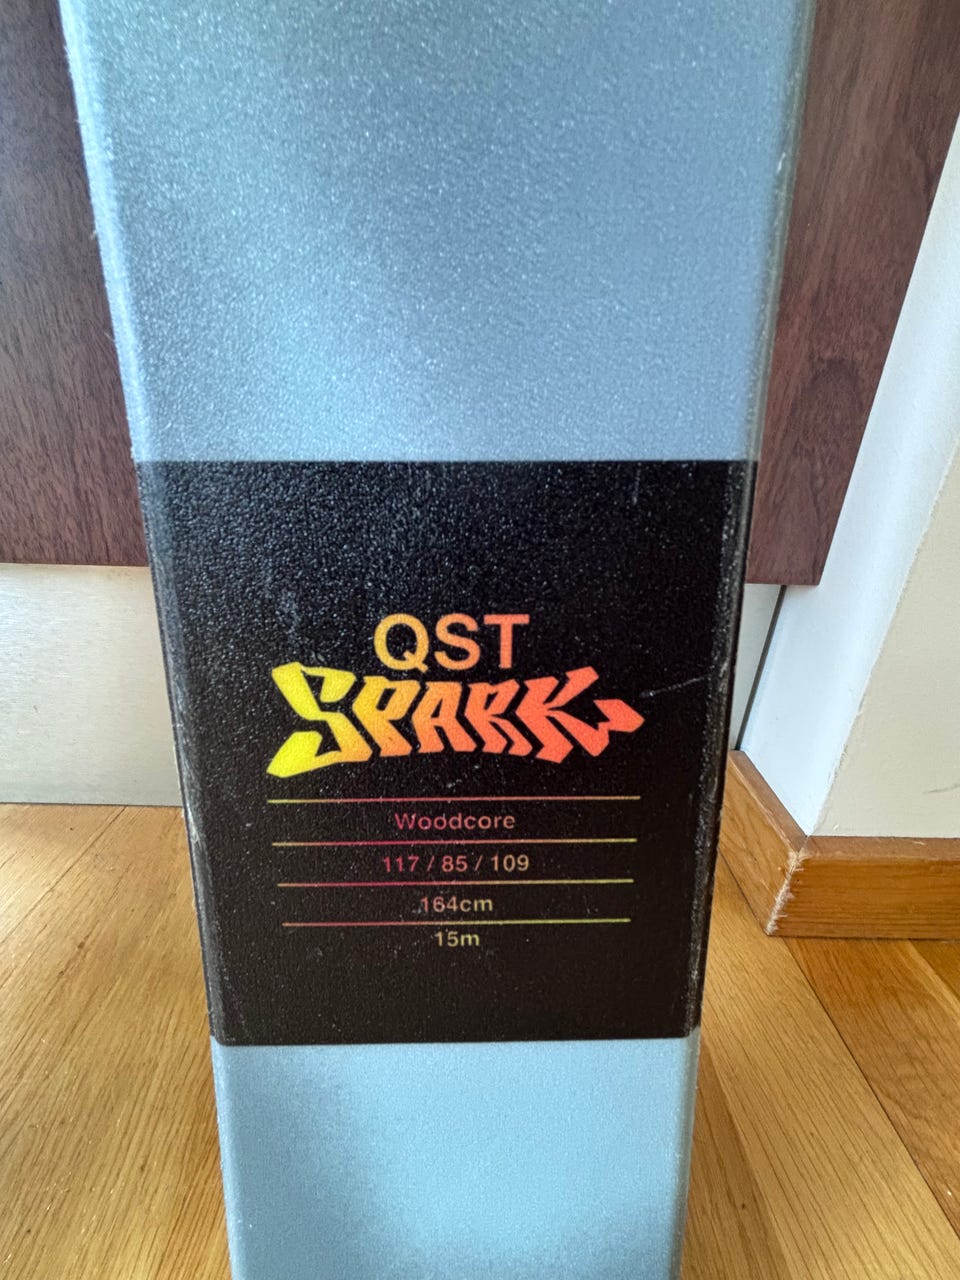 QST
SPARK
Woodcore
117 / 85 / 109
164cm
15m